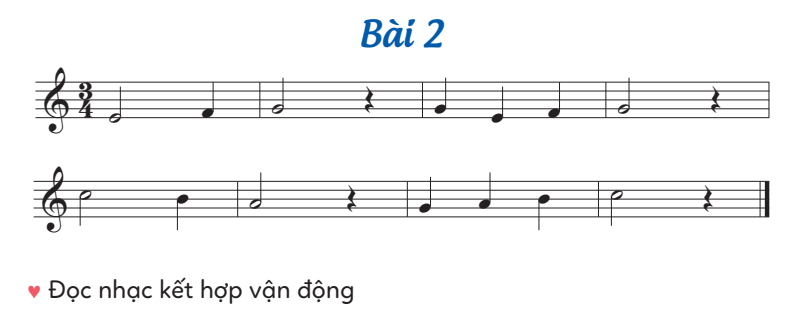 Bài 2
3
4
♥ Đọc nhạc kết hợp vận động